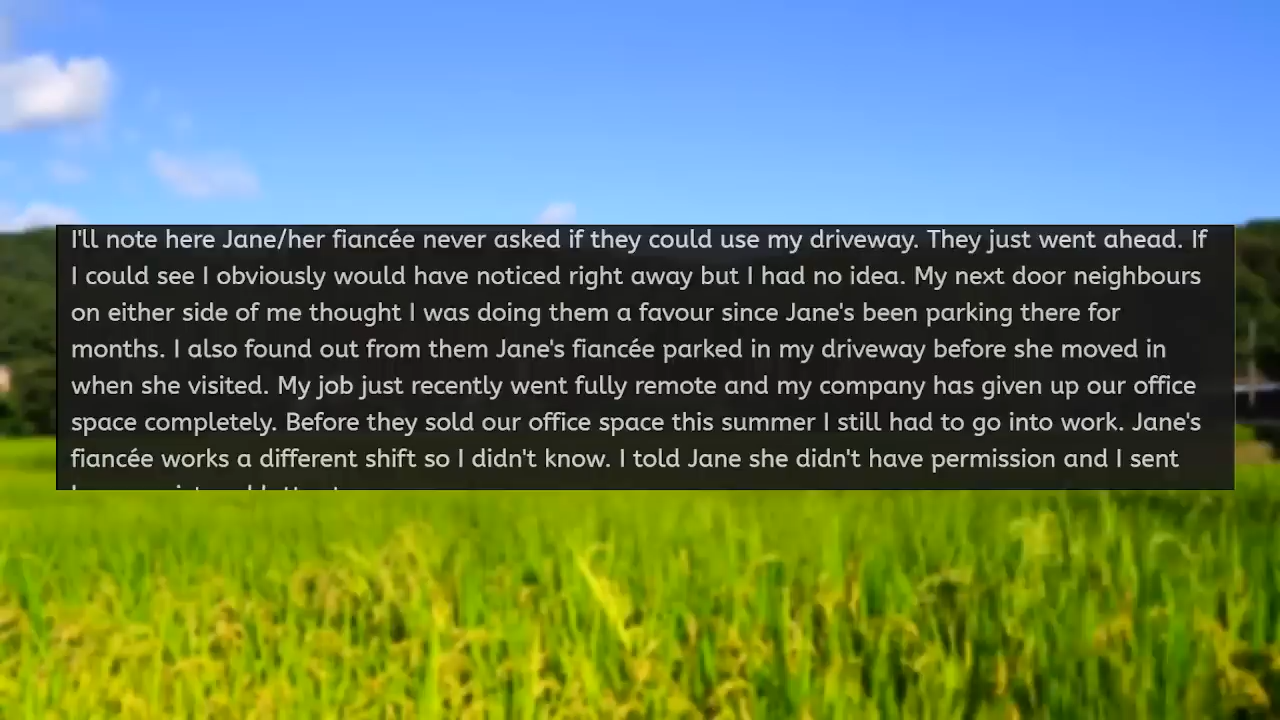 I'll note here Jane/her fiancée never asked if they could use my driveway. They just went ahead. If
I could see I obviously would have noticed right away but I had no idea. My next door neighbours
on either side of me thought I was doing them a favour since Jane's been parking there for
months. I also found out from them Jane's fiancée parked in my driveway before she moved in
when she visited. My job just recently went fully remote and my company has given up our office
space completely. Before they sold our office space this summer I still had to go into work. Jane's
fiancée works a different shift so I didn't know. I told Jane she didn't have permission and I sent